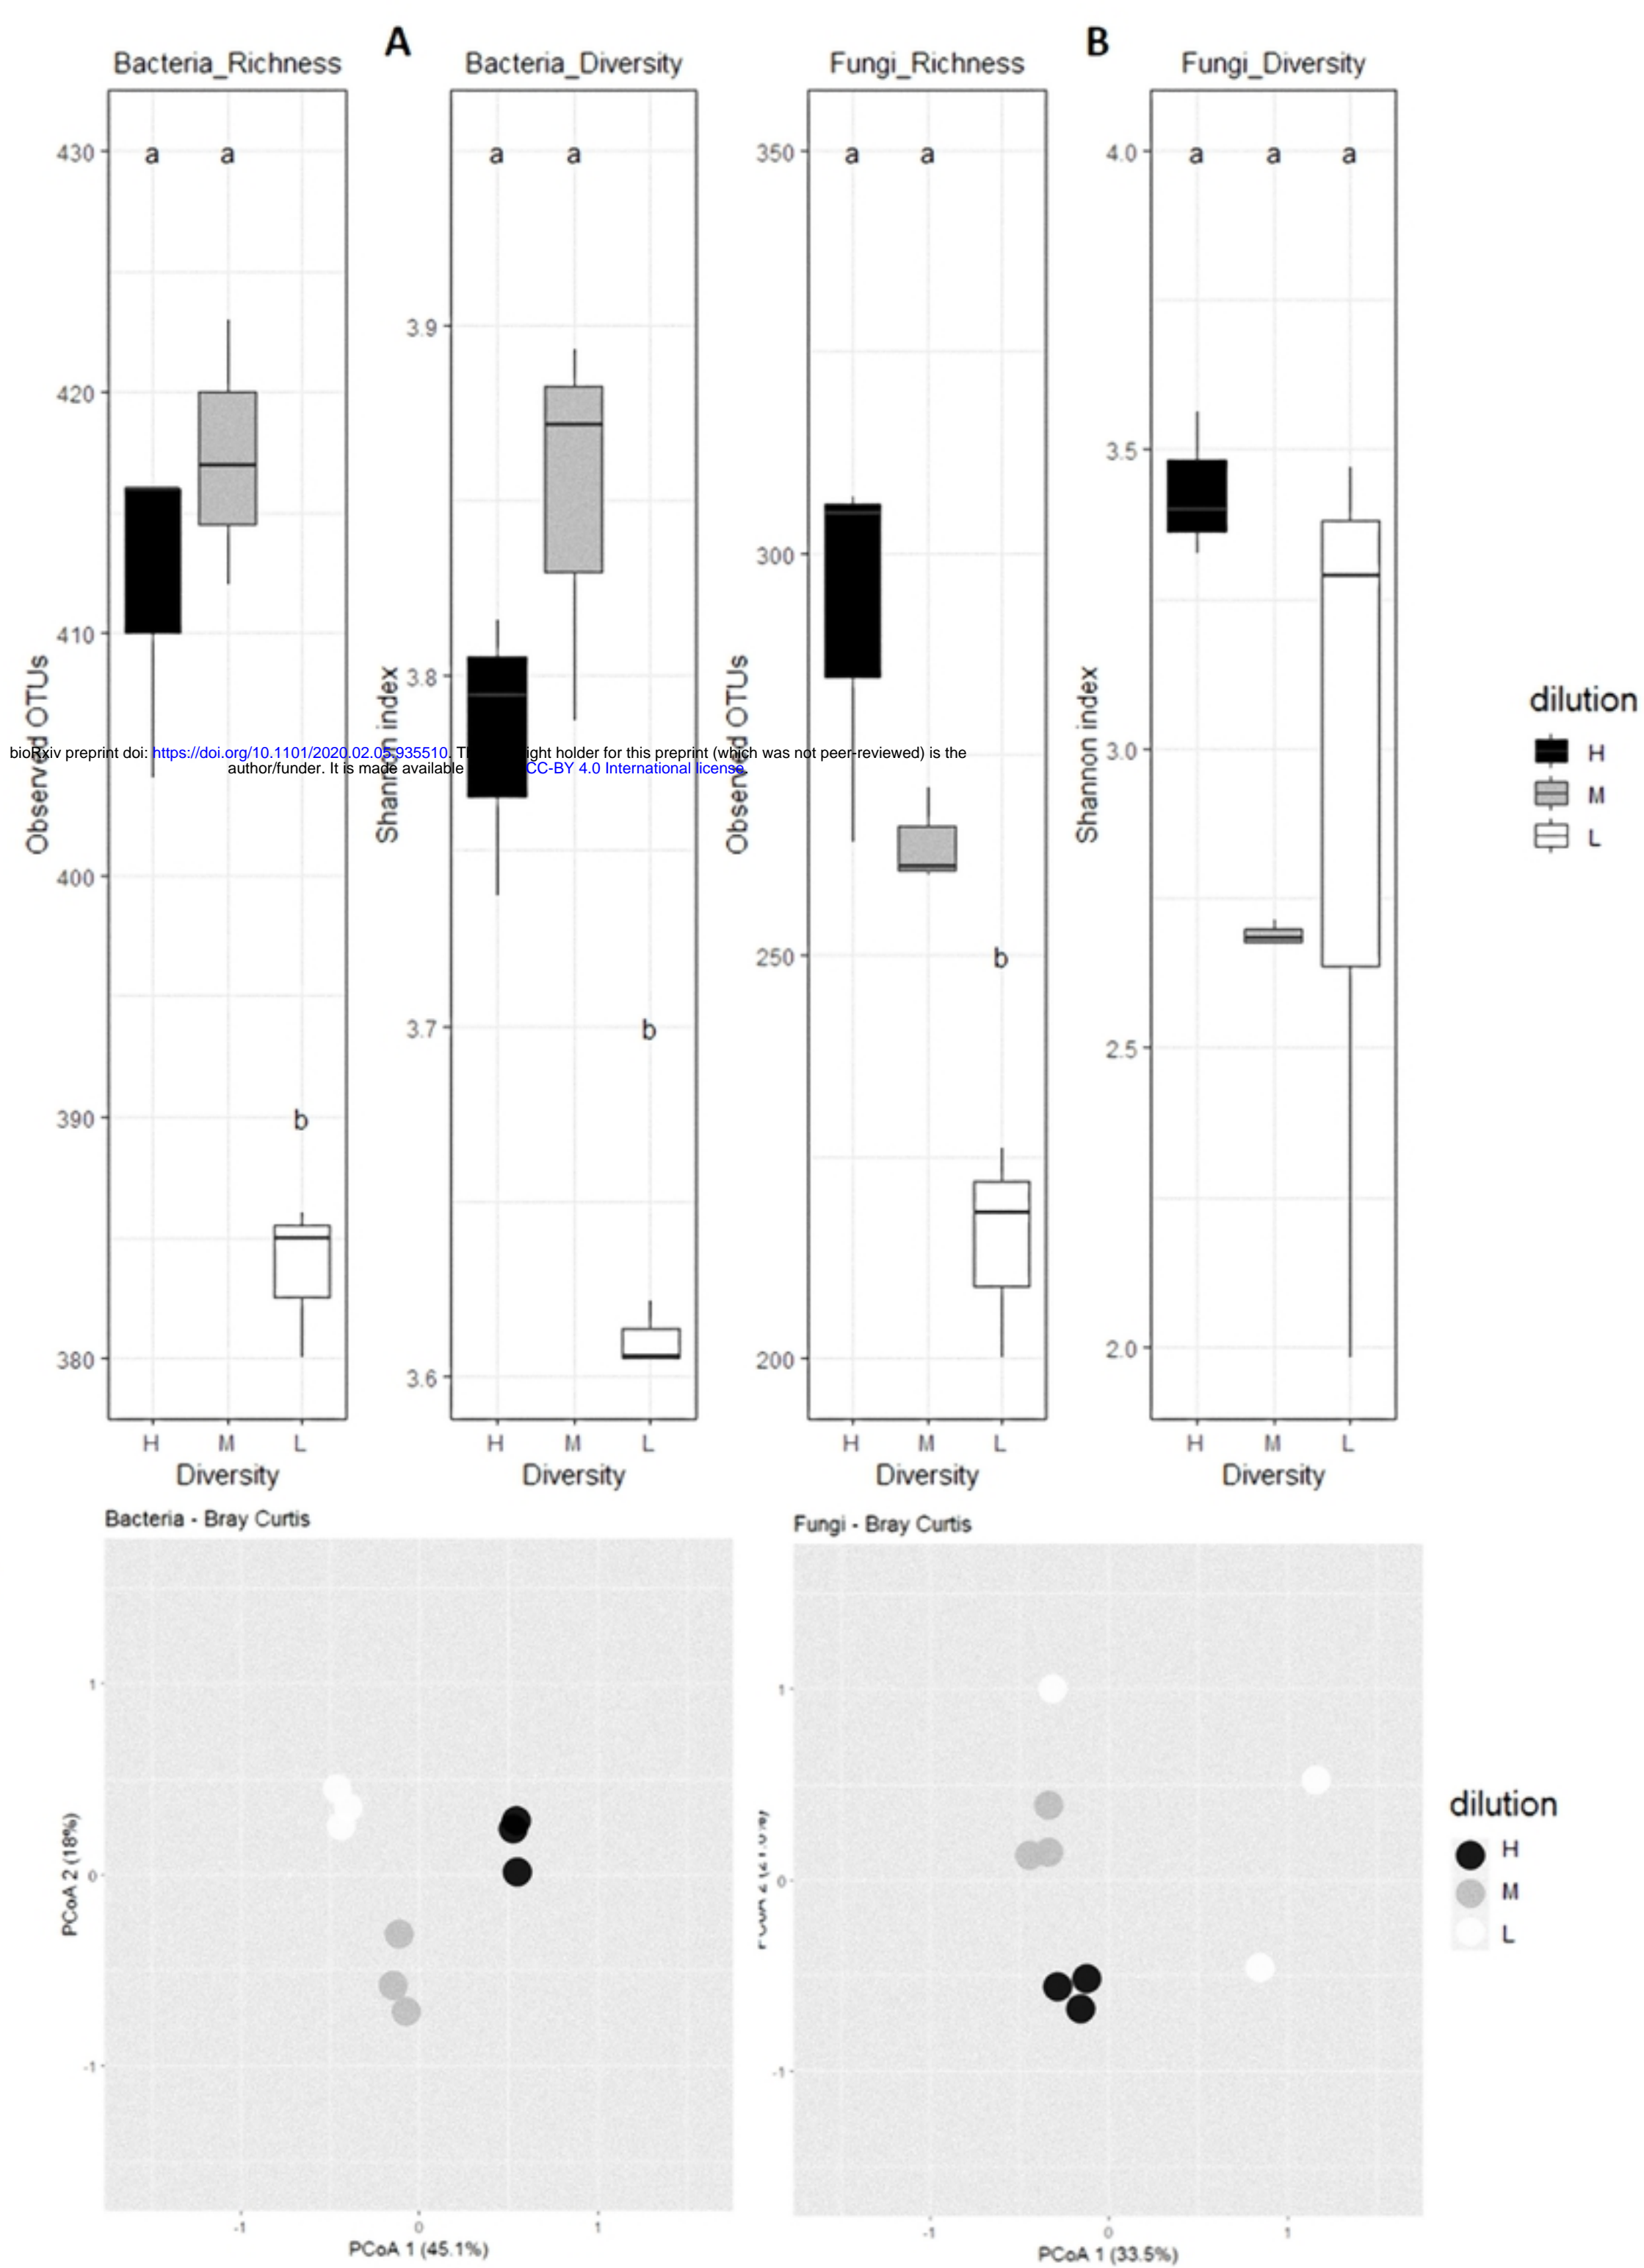 A
B
Bacteria_Richness
Bacteria_Diversity
Fungi_Richness
Fungi_Diversity
430
420
410
400
390
380
a
a
b
Observed OTUs
H
M
L
Diversity
3.9
3.8
3.7
3.6
a
a
b
Shannon index
H
M
L
Diversity
350
300
250
200
a
a
b
Observed OTUs
H
M
L
Diversity
4.0
3.5
3.0
2.5
2.0
a
a
a
Shannon index
H
M
L
Diversity
dilution
H
M
L
bioRxiv preprint doi: https://doi.org/10.1101/2020.02.05.935510. Th ight holder for this preprint (which was not peer-reviewed) is the
author/funder. It is made available CC-BY 4.0 International license.
Bacteria - Bray Curtis
1
0
-1
PCoA 2 (18%)
-1
0
1
PCoA 1 (45.1%)
Fungi - Bray Curtis
1
0
-1
-1
0
1
PCoA 1 (33.5%)
dilution
H
M
L